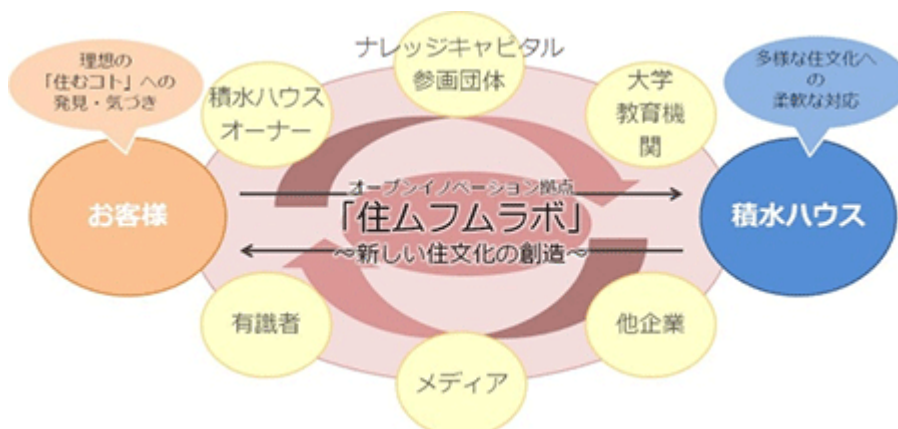 理想の
「住むコト」への
発見・気づき
お客様
積水ハウス
オーナー
ナレッジキャピタル
参画団体
大学
教育機
関
多様な住文化へ
の
柔軟な対応
積水ハウス
オープンイノベーション拠点
「住ムフムラボ」
～新しい住文化の創造～
有識者
メディア
他企業